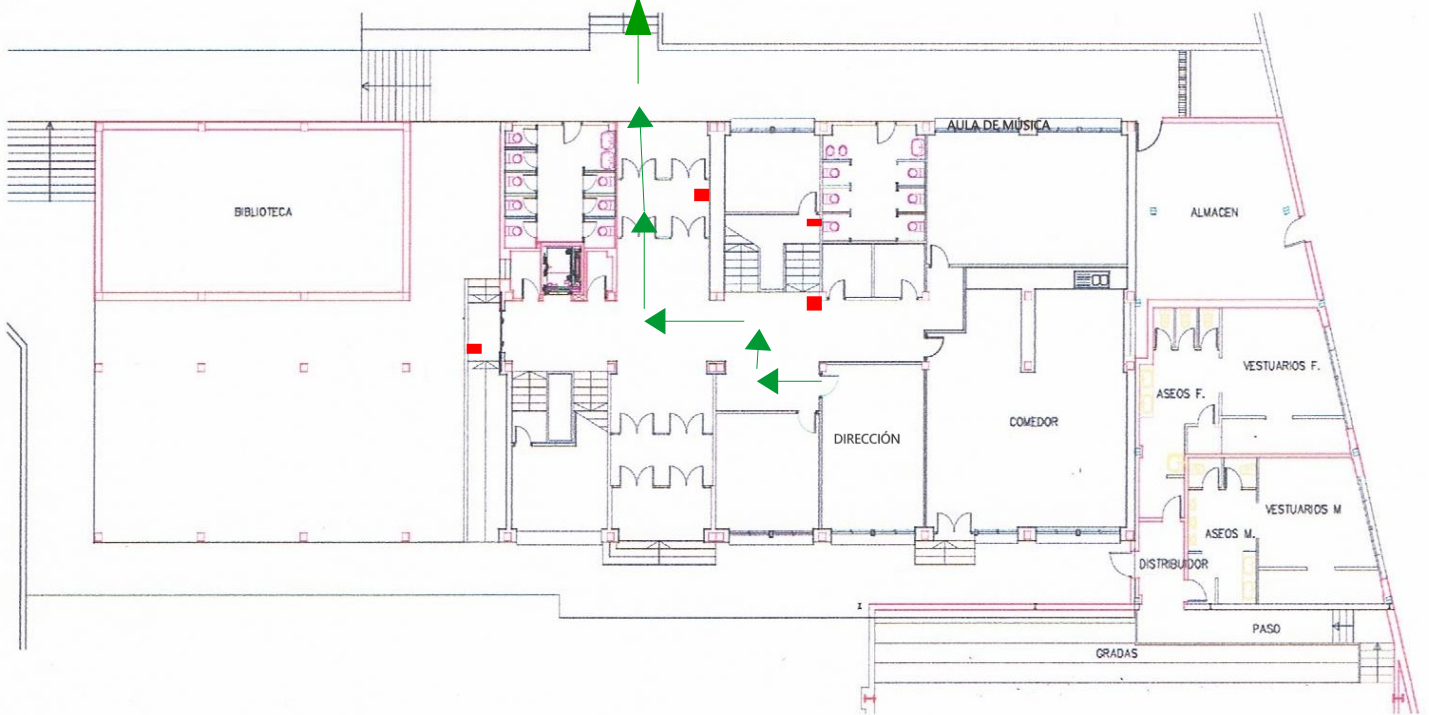 AULA DE MÚSICA
BIBLIOTECA
ALMACEN
VESTUARIOS F.
ASEOS F.
COMEDOR
DIRECCIÓN
VESTUARIOS M
ASEOS M.
DISTRIBUIDOR
PASO
GRADAS